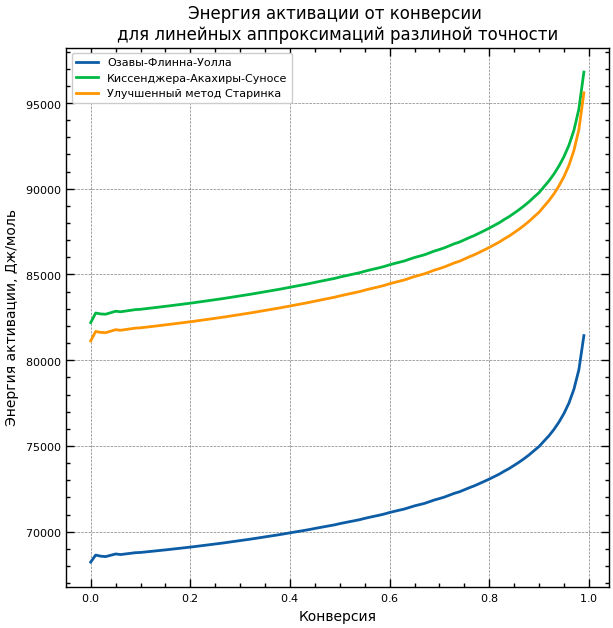 Энергия активации от конверсии
для линейных аппроксимаций разлиной точности
Озавы-Флинна-Уолла
Киссенджера-Акахиры-Суносе
Улучшенный метод Старинка
Энергия активации, Дж/моль
95000
90000
85000
80000
75000
70000
0.0 0.2 0.4 0.6 0.8 1.0
Конверсия